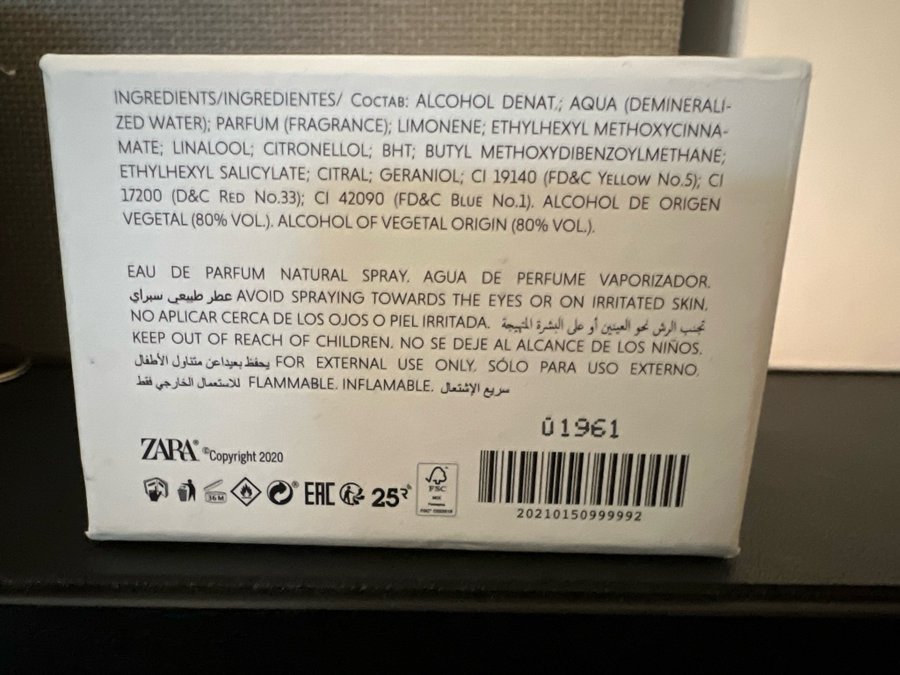 INGREDIENTS/INGREDIENTES/ СОСТАВ: ALCOHOL DENAT.; AQUA (DEMINERALI-
ZED WATER); PARFUM (FRAGRANCE); LIMONENE; ETHYLHEXYL METHOXYCINNA-
MATE; LINALOOL; CITRONELLOL; BHT; BUTYL METHOXYDIBENZOYLMETHANE;
ETHYLHEXYL SALICYLATE; CITRAL; GERANIOL; CI 19140 (FD&C YELLOW NO.5); CI
17200 (D&C RED NO.33); CI 42090 (FD&C BLUE NO.1). ALCOHOL DE ORIGEN
VEGETAL (80% VOL.). ALCOHOL OF VEGETAL ORIGIN (80% VOL.).
EAU DE PARFUM NATURAL SPRAY. AGUA DE PERFUME VAPORIZADOR.
عطر طبيعي سبراي AVOID SPRAYING TOWARDS THE EYES OR ON IRRITATED SKIN.
NO APLICAR CERCA DE LOS OJOS O PIEL IRRITADA. تجنب الرش نحو العينين أو على البشرة المتهيجة
KEEP OUT OF REACH OF CHILDREN. NO SE DEJE AL ALCANCE DE LOS NIÑOS.
يحفظ بعيداعن متناول الأطفال FOR EXTERNAL USE ONLY. SÓLO PARA USO EXTERNO.
للاستعمال الخارجي فقط FLAMMABLE. INFLAMABLE. سريع الإشتعال
01961
ZARA® ©Copyright 2020
36M EAC 25
FSC
MIX
20210150999992